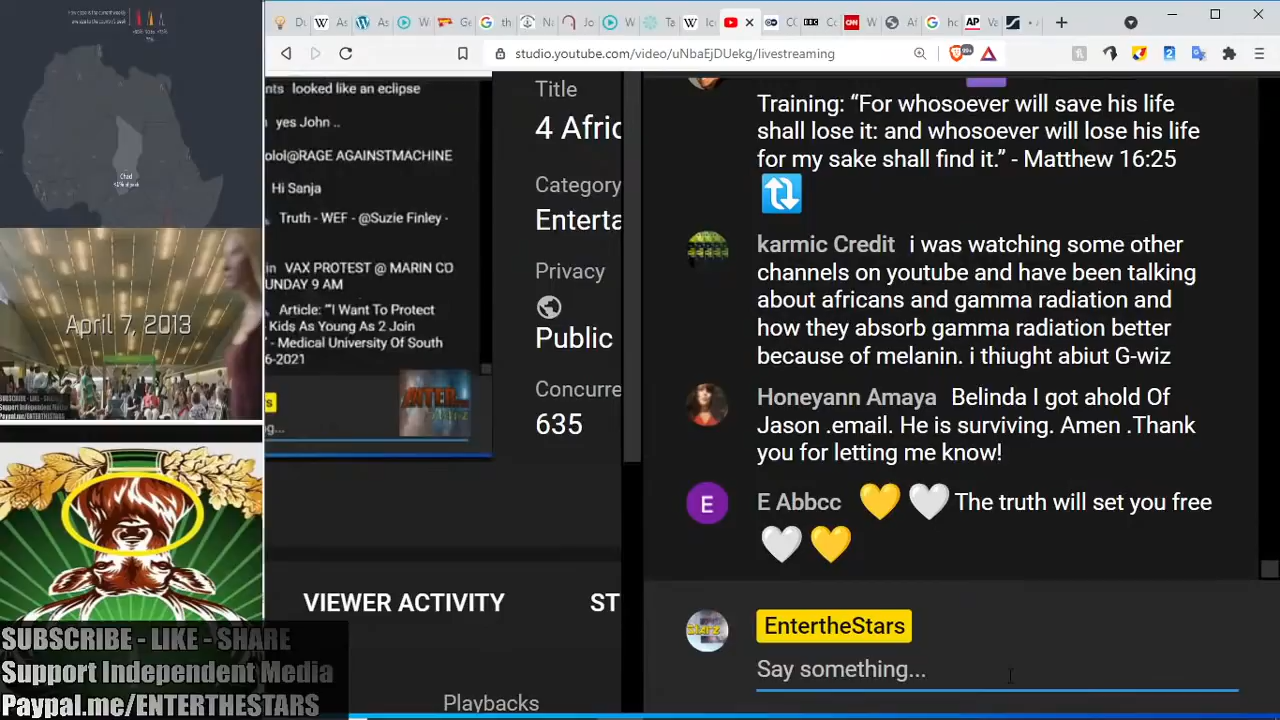 Chad
April 7, 2013
SUBSCRIBE - LIKE - SHARE
Support Independent Media
Paypal.me/ENTERTHESTARS
studio.youtube.com/video/uNbaEjDUekg/livestreaming
looked like an eclipse
yes John ..
olol@RAGE AGAINSTMACHINE
Hi Sanja
Truth - WEF - @Suzie Finley -
VAX PROTEST @ MARIN CO
UNDAY 9 AM
Article: "'I Want To Protect
Kids As Young As 2 Join
- Medical University Of South
6-2021
Title
4 Afric
Category
Enterta
Privacy
Public
Concurre
635
VIEWER ACTIVITY
ST
Playbacks
Training: “For whosoever will save his life
shall lose it: and whosoever will lose his life
for my sake shall find it.” - Matthew 16:25
karmic Credit i was watching some other
channels on youtube and have been talking
about africans and gamma radiation and
how they absorb gamma radiation better
because of melanin. i thiught abiut G-wiz
Honeyann Amaya Belinda I got ahold Of
Jason .email. He is surviving. Amen .Thank
you for letting me know!
E
E Abbcc 💛 🤍 The truth will set you free
🤍 💛
EntertheStars
Say something...